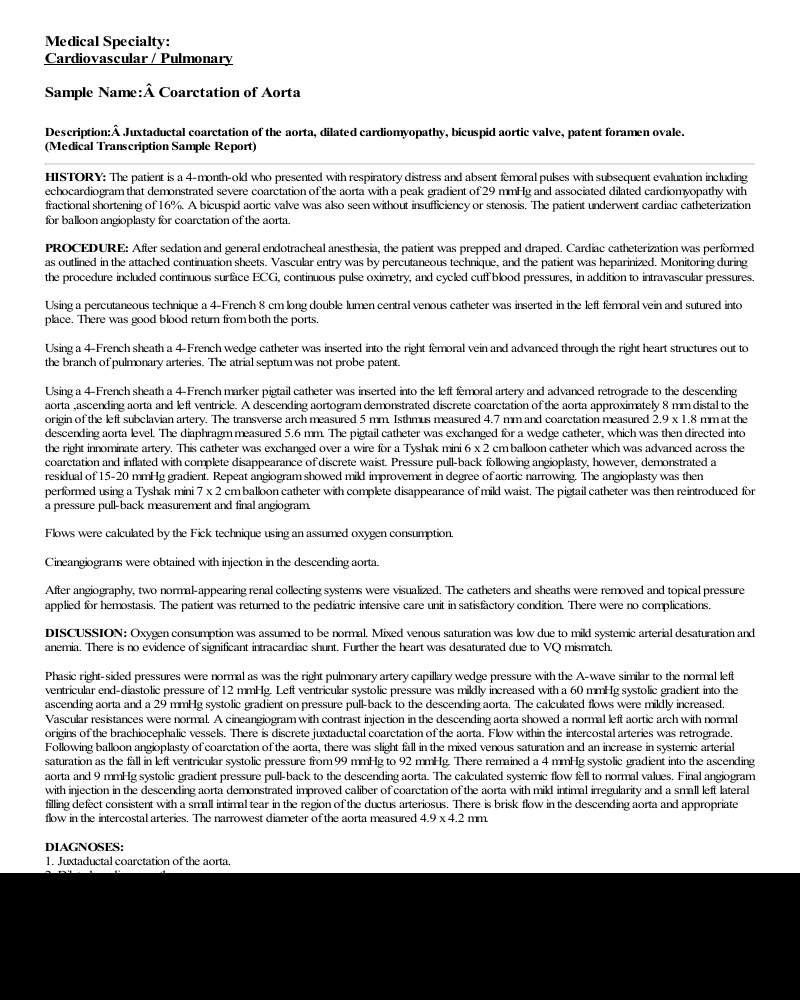 Medical Specialty:
Cardiovascular / Pulmonary
Sample Name:Â Coarctation of Aorta
Description:Â Juxtaductal coarctation of the aorta, dilated cardiomyopathy, bicuspid aortic valve, patent foramen ovale.
(Medical Transcription Sample Report)
HISTORY: The patient is a 4-month-old who presented with respiratory distress and absent femoral pulses with subsequent evaluation including
echocardiogram that demonstrated severe coarctation of the aorta with a peak gradient of 29 mmHg and associated dilated cardiomyopathy with
fractional shortening of 16%. A bicuspid aortic valve was also seen without insufficiency or stenosis. The patient underwent cardiac catheterization
for balloon angioplasty for coarctation of the aorta.
PROCEDURE: After sedation and general endotracheal anesthesia, the patient was prepped and draped. Cardiac catheterization was performed
as outlined in the attached continuation sheets. Vascular entry was by percutaneous technique, and the patient was heparinized. Monitoring during
the procedure included continuous surface ECG, continuous pulse oximetry, and cycled cuff blood pressures, in addition to intravascular pressures.
Using a percutaneous technique a 4-French 8 cm long double lumen central venous catheter was inserted in the left femoral vein and sutured into
place. There was good blood return from both the ports.
Using a 4-French sheath a 4-French wedge catheter was inserted into the right femoral vein and advanced through the right heart structures out to
the branch of pulmonary arteries. The atrial septum was not probe patent.
Using a 4-French sheath a 4-French marker pigtail catheter was inserted into the left femoral artery and advanced retrograde to the descending
aorta ,ascending aorta and left ventricle. A descending aortogram demonstrated discrete coarctation of the aorta approximately 8 mm distal to the
origin of the left subclavian artery. The transverse arch measured 5 mm. Isthmus measured 4.7 mm and coarctation measured 2.9 x 1.8 mm at the
descending aorta level. The diaphragm measured 5.6 mm. The pigtail catheter was exchanged for a wedge catheter, which was then directed into
the right innominate artery. This catheter was exchanged over a wire for a Tyshak mini 6 x 2 cm balloon catheter which was advanced across the
coarctation and inflated with complete disappearance of discrete waist. Pressure pull-back following angioplasty, however, demonstrated a
residual of 15-20 mmHg gradient. Repeat angiogram showed mild improvement in degree of aortic narrowing. The angioplasty was then
performed using a Tyshak mini 7 x 2 cm balloon catheter with complete disappearance of mild waist. The pigtail catheter was then reintroduced for
a pressure pull-back measurement and final angiogram.
Flows were calculated by the Fick technique using an assumed oxygen consumption.
Cineangiograms were obtained with injection in the descending aorta.
After angiography, two normal-appearing renal collecting systems were visualized. The catheters and sheaths were removed and topical pressure
applied for hemostasis. The patient was returned to the pediatric intensive care unit in satisfactory condition. There were no complications.
DISCUSSION: Oxygen consumption was assumed to be normal. Mixed venous saturation was low due to mild systemic arterial desaturation and
anemia. There is no evidence of significant intracardiac shunt. Further the heart was desaturated due to VQ mismatch.
Phasic right-sided pressures were normal as was the right pulmonary artery capillary wedge pressure with the A-wave similar to the normal left
ventricular end-diastolic pressure of 12 mmHg. Left ventricular systolic pressure was mildly increased with a 60 mmHg systolic gradient into the
ascending aorta and a 29 mmHg systolic gradient on pressure pull-back to the descending aorta. The calculated flows were mildly increased.
Vascular resistances were normal. A cineangiogram with contrast injection in the descending aorta showed a normal left aortic arch with normal
origins of the brachiocephalic vessels. There is discrete juxtaductal coarctation of the aorta. Flow within the intercostal arteries was retrograde.
Following balloon angioplasty of coarctation of the aorta, there was slight fall in the mixed venous saturation and an increase in systemic arterial
saturation as the fall in left ventricular systolic pressure from 99 mmHg to 92 mmHg. There remained a 4 mmHg systolic gradient into the ascending
aorta and 9 mmHg systolic gradient pressure pull-back to the descending aorta. The calculated systemic flow fell to normal values. Final angiogram
with injection in the descending aorta demonstrated improved caliber of coarctation of the aorta with mild intimal irregularity and a small left lateral
filling defect consistent with a small intimal tear in the region of the ductus arteriosus. There is brisk flow in the descending aorta and appropriate
flow in the intercostal arteries. The narrowest diameter of the aorta measured 4.9 x 4.2 mm.
DIAGNOSES:
1. Juxtaductal coarctation of the aorta.